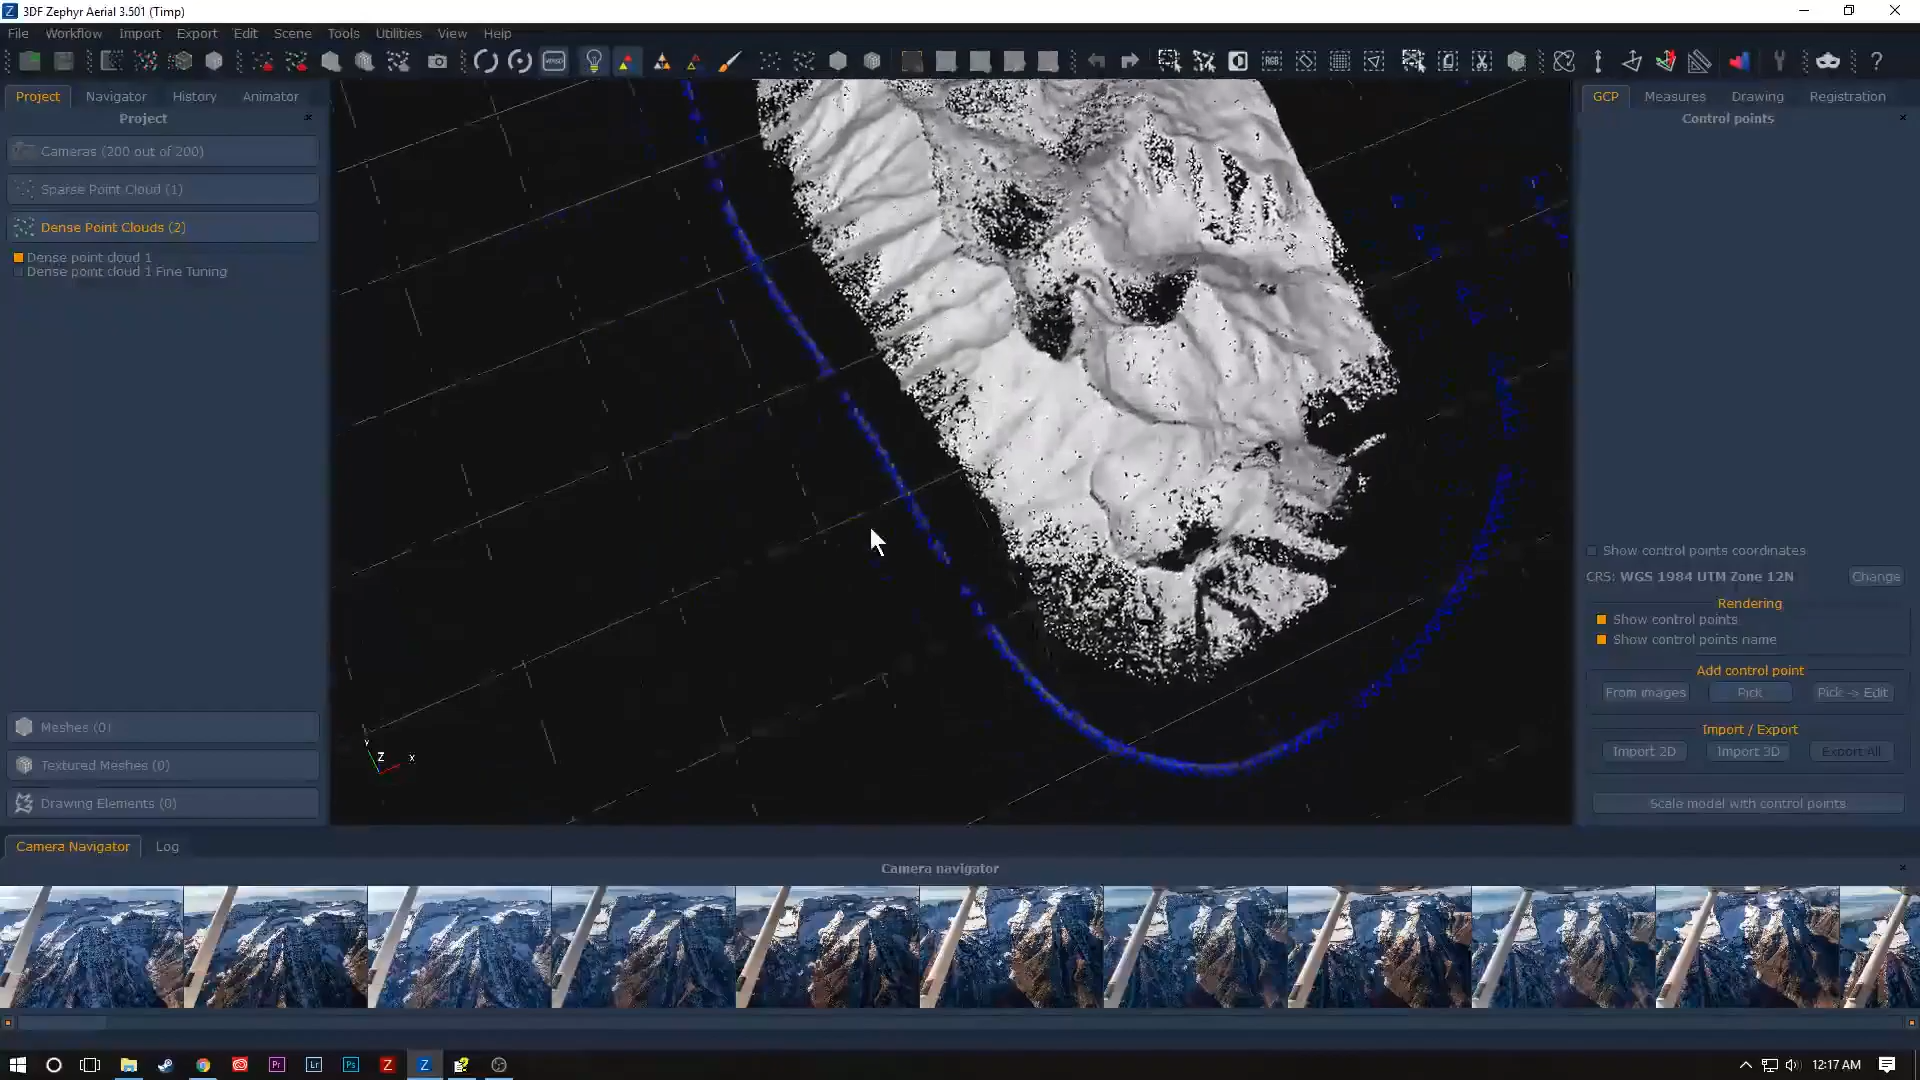 3DF Zephyr Aerial 3.501 (Timp)
File Workflow Import Export Edit Scene Tools Utilities View Help
Project Navigator History Animator
Project
Cameras (200 out of 200)
Sparse Point Cloud (1)
Dense Point Clouds (2)
Dense point cloud 1
Dense point cloud 1 Fine Tuning
Meshes (0)
Textured Meshes (0)
Drawing Elements (0)
RGB
y
Z x
GCP Measures Drawing Registration
Control points
Show control points coordinates
CRS: WGS 1984 UTM Zone 12N Change
Rendering
Show control points
Show control points name
Add control point
From images Pick Pick -> Edit
Import / Export
Import 2D Import 3D Export All
Scale model with control points
Camera Navigator Log
Camera navigator
Pr Lr Ps Z Z
12:17 AM